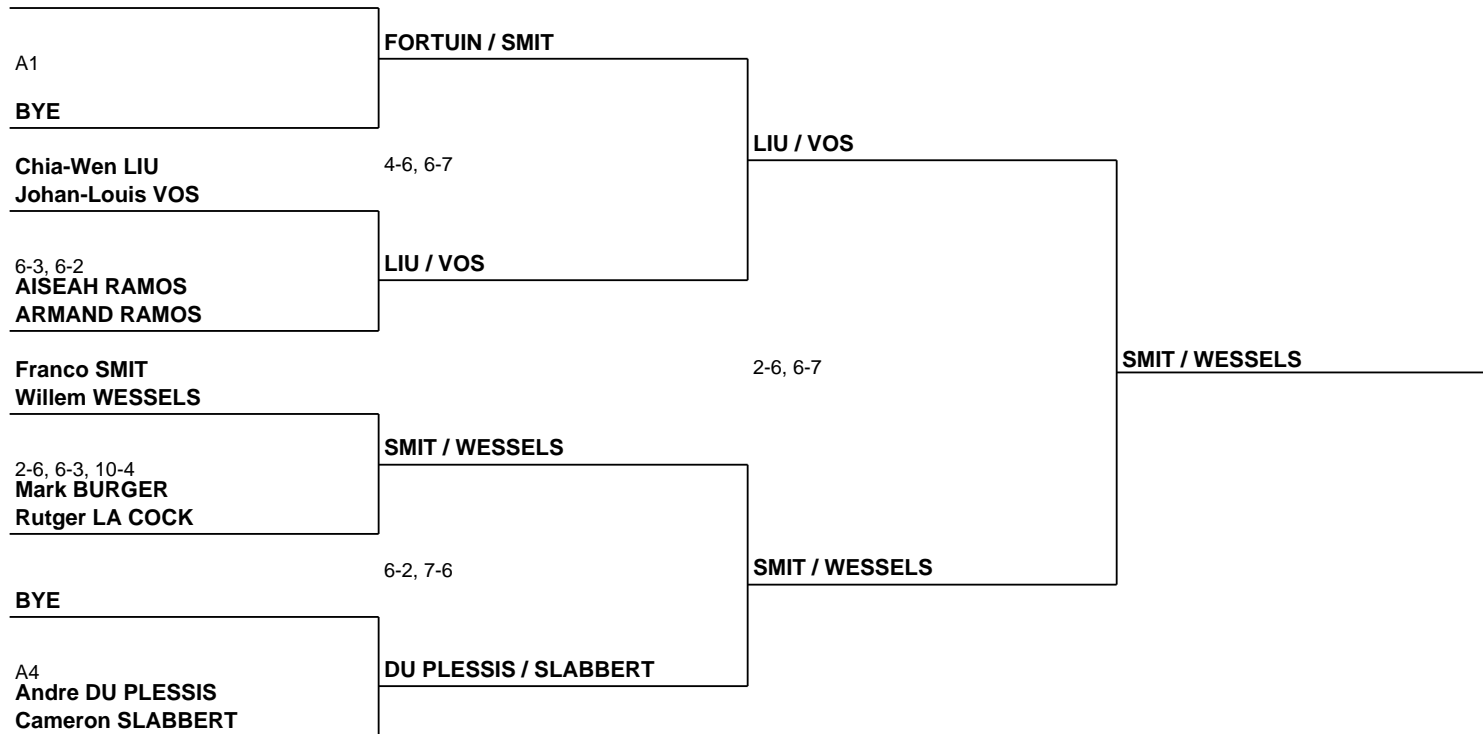 FORTUIN / SMIT
A1
BYE
LIU / VOS
Chia-Wen LIU
4-6, 6-7
Johan-Louis VOS
6-3, 6-2
LIU / VOS
AISEAH RAMOS
ARMAND RAMOS
Franco SMIT
2-6, 6-7
SMIT / WESSELS
Willem WESSELS
SMIT / WESSELS
2-6, 6-3, 10-4
Mark BURGER
Rutger LA COCK
6-2, 7-6
SMIT / WESSELS
BYE
A4
DU PLESSIS / SLABBERT
Andre DU PLESSIS
Cameron SLABBERT